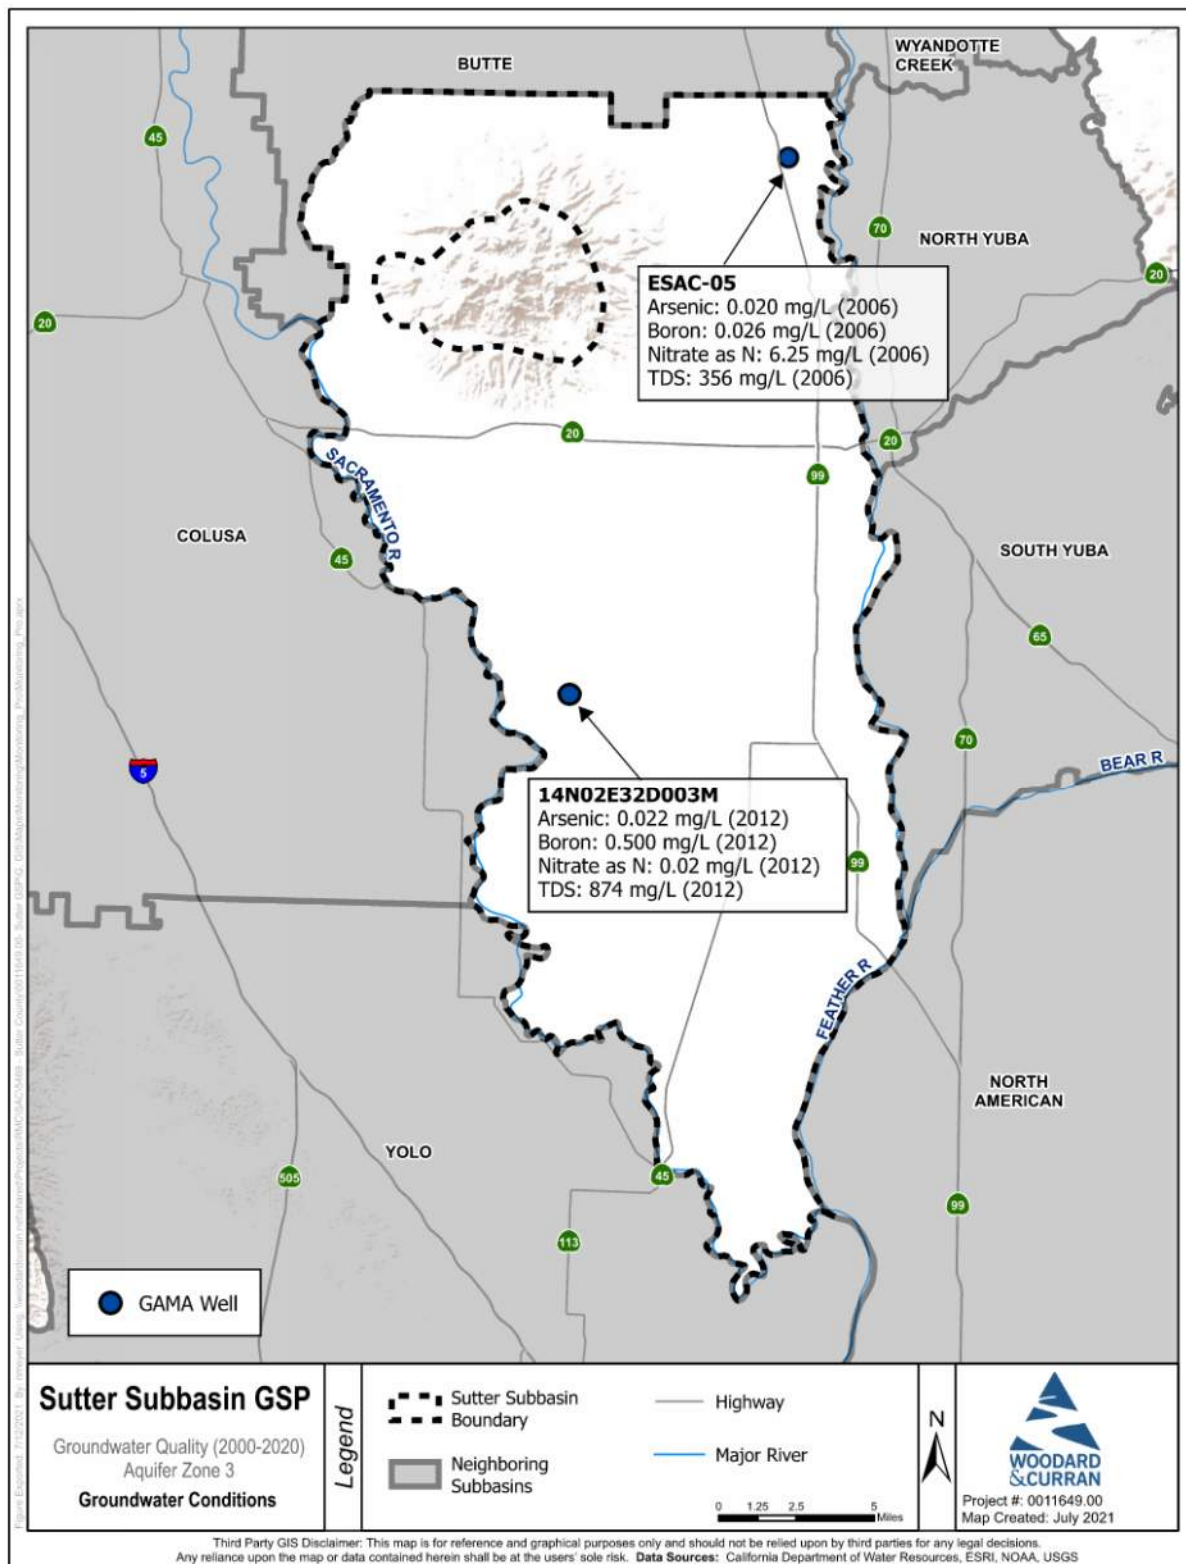 BUTTE
WYANDOTTE
CREEK
45
70
NORTH YUBA
20
20
ESAC-05
Arsenic: 0.020 mg/L (2006)
Boron: 0.026 mg/L (2006)
Nitrate as N: 6.25 mg/L (2006)
TDS: 356 mg/L (2006)
20
20
99
SACRAMENTO R
COLUSA
45
SOUTH YUBA
65
70
BEAR R
5
14N02E32D003M
Arsenic: 0.022 mg/L (2012)
Boron: 0.500 mg/L (2012)
Nitrate as N: 0.02 mg/L (2012)
TDS: 874 mg/L (2012)
99
FEATHER R
NORTH
AMERICAN
YOLO
505
45
99
113
GAMA Well
Sutter Subbasin GSP
Groundwater Quality (2000-2020)
Aquifer Zone 3
Groundwater Conditions
Legend
Sutter Subbasin
Boundary
Neighboring
Subbasins
Highway
Major River
0 1.25 2.5 5
Miles
N
WOODARD
&CURRAN
Project #: 0011649.00
Map Created: July 2021
Third Party GIS Disclaimer: This map is for reference and graphical purposes only and should not be relied upon by third parties for any legal decisions.
Any reliance upon the map or data contained herein shall be at the users' sole risk. Data Sources: California Department of Water Resources, ESRI, NOAA, USGS
Figure Exported: 7/12/2021